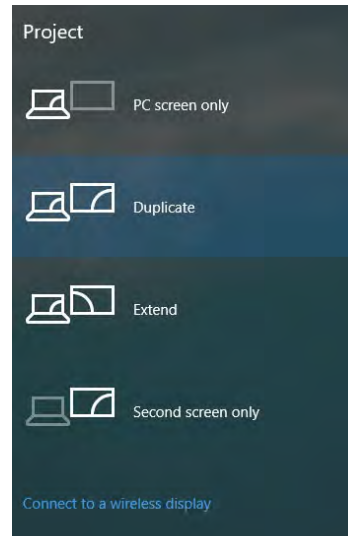 Project
PC screen only
Duplicate
Extend
Second screen only
Connect to a wireless display